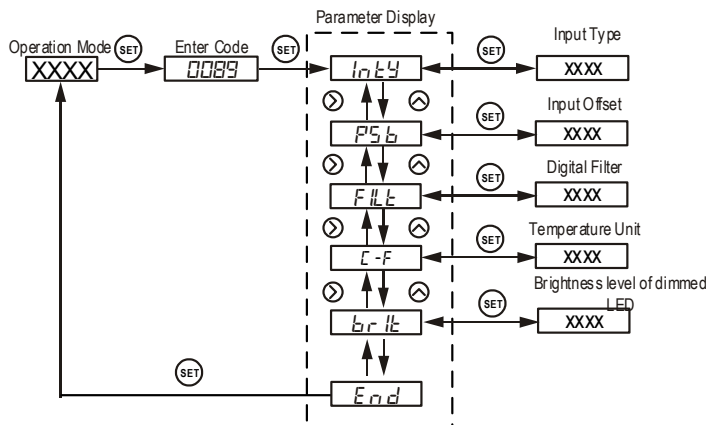 Parameter Display
Operation Mode SET Enter Code SET SET Input Type
XXXX 0089 IntY XXXX
Input Offset
SET
PSb XXXX
Digital Filter
SET
FILt XXXX
Temperature Unit
SET
C-F XXXX
Brightness level of dimmed
LED
SET
brIt XXXX
SET
End